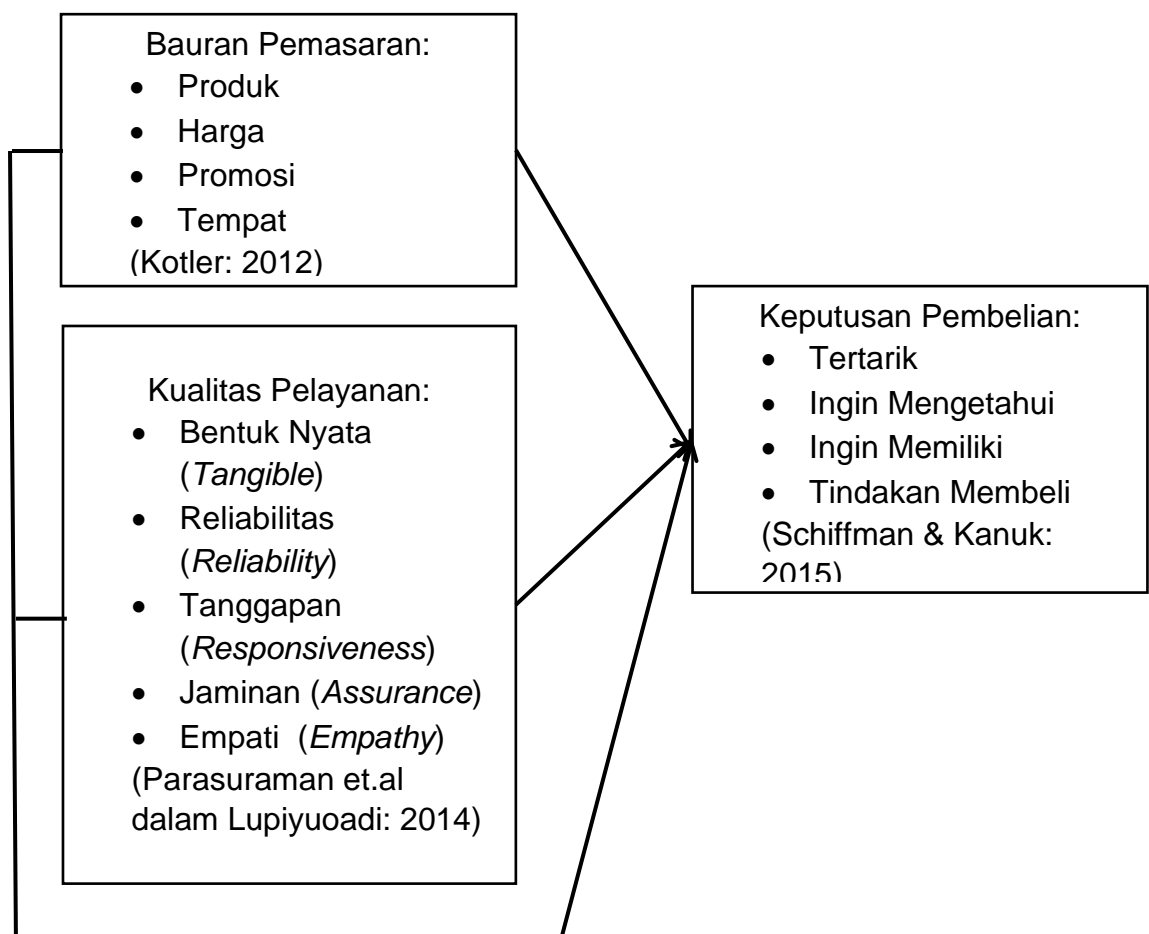 Bauran Pemasaran:
• Produk
• Harga
• Promosi
• Tempat
(Kotler: 2012)
Kualitas Pelayanan:
• Bentuk Nyata
(Tangible)
• Reliabilitas
(Reliability)
• Tanggapan
(Responsiveness)
• Jaminan (Assurance)
• Empati (Empathy)
(Parasuraman et.al
dalam Lupiyuoadi: 2014)
Keputusan Pembelian:
• Tertarik
• Ingin Mengetahui
• Ingin Memiliki
• Tindakan Membeli
(Schiffman & Kanuk:
2015)